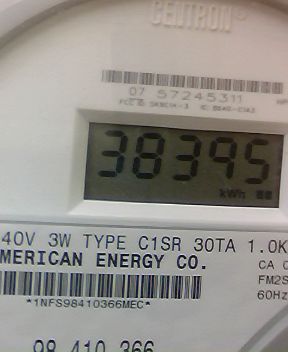 CENTRON®
07 57245311
38395
kWh
40V 3W TYPE C1SR 30TA 1.0K
MERICAN ENERGY CO.
CA 0
FM2S
60Hz
*1NFS98410366MEC*
98 410 366